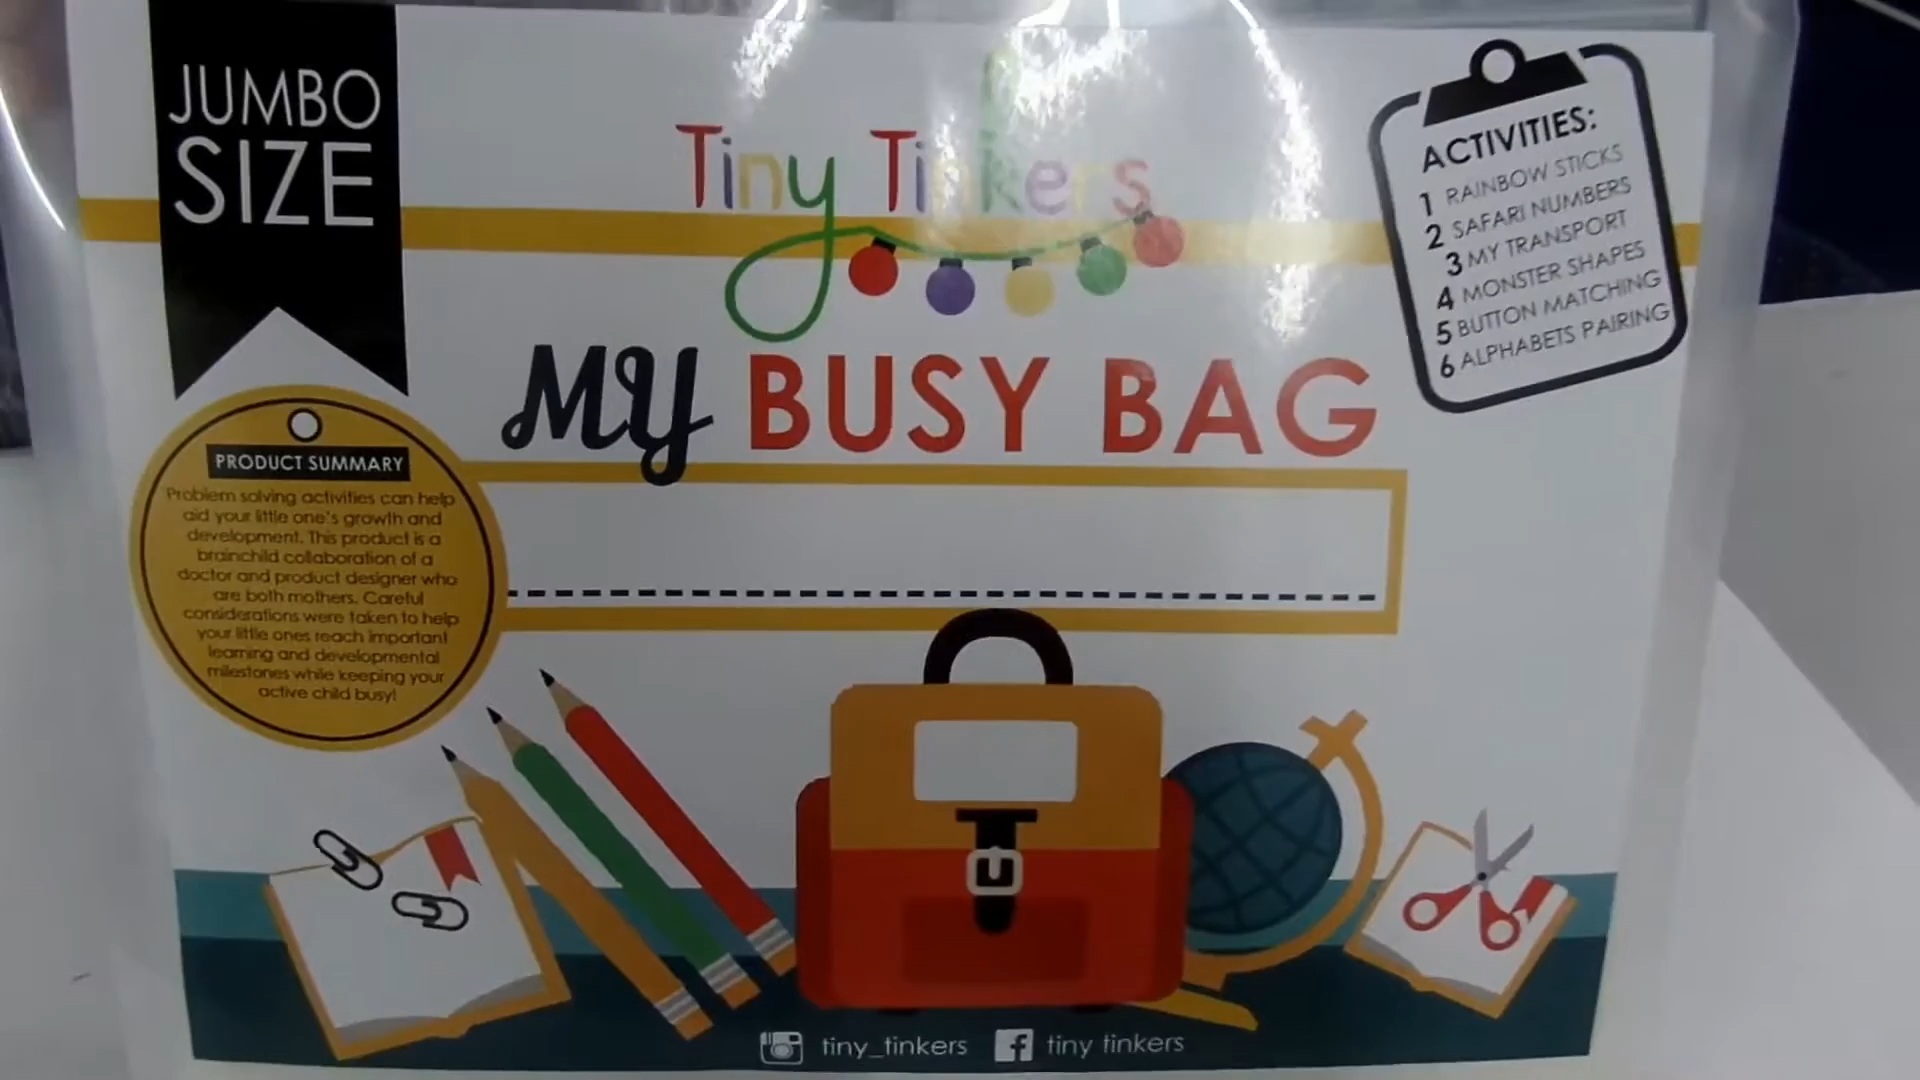 JUMBO
SIZE
Tiny Tinkers
MY BUSY BAG
ACTIVITIES:
1 RAINBOW STICKS
2 SAFARI NUMBERS
3 MY TRANSPORT
4 MONSTER SHAPES
5 BUTTON MATCHING
6 ALPHABETS PAIRING
PRODUCT SUMMARY
Problem solving activities can help
aid your little one's growth and
development. This product is a
brainchild collaboration of a
doctor and product designer who
are both mothers. Careful
considerations were taken to help
your little ones reach important
learning and developmental
milestones while keeping your
active child busy!
tiny_tinkers
tiny tinkers